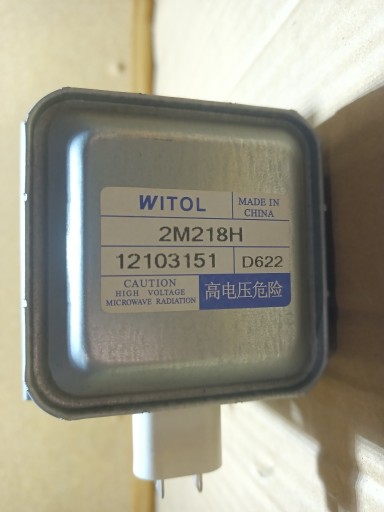 WITOL
MADE IN
CHINA
2M218H
12103151 D622
CAUTION
HIGH VOLTAGE
MICROWAVE RADIATION
高电压危险